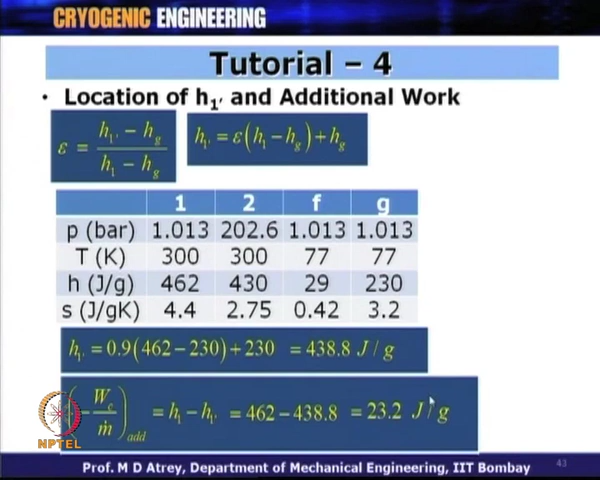 CRYOGENIC ENGINEERING
Tutorial – 4
• Location of h1' and Additional Work
ε = (h1' − hg) / (h1 − hg)
h1' = ε(h1 − hg) + hg
1 2 f g
p (bar) 1.013 202.6 1.013 1.013
T (K) 300 300 77 77
h (J/g) 462 430 29 230
s (J/gK) 4.4 2.75 0.42 3.2
h1' = 0.9(462 − 230) + 230 = 438.8 J / g
(− Wc / ṁ)add = h1 − h1' = 462 − 438.8 = 23.2 J / g
NPTEL
Prof. M D Atrey, Department of Mechanical Engineering, IIT Bombay
43